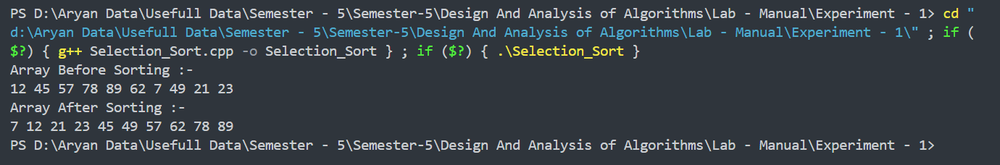 PS D:\Aryan Data\Usefull Data\Semester - 5\Semester-5\Design And Analysis of Algorithms\Lab - Manual\Experiment - 1> cd "
d:\Aryan Data\Usefull Data\Semester - 5\Semester-5\Design And Analysis of Algorithms\Lab - Manual\Experiment - 1\" ; if (
$?) { g++ Selection_Sort.cpp -o Selection_Sort } ; if ($?) { .\Selection_Sort }
Array Before Sorting :-
12 45 57 78 89 62 7 49 21 23
Array After Sorting :-
7 12 21 23 45 49 57 62 78 89
PS D:\Aryan Data\Usefull Data\Semester - 5\Semester-5\Design And Analysis of Algorithms\Lab - Manual\Experiment - 1>